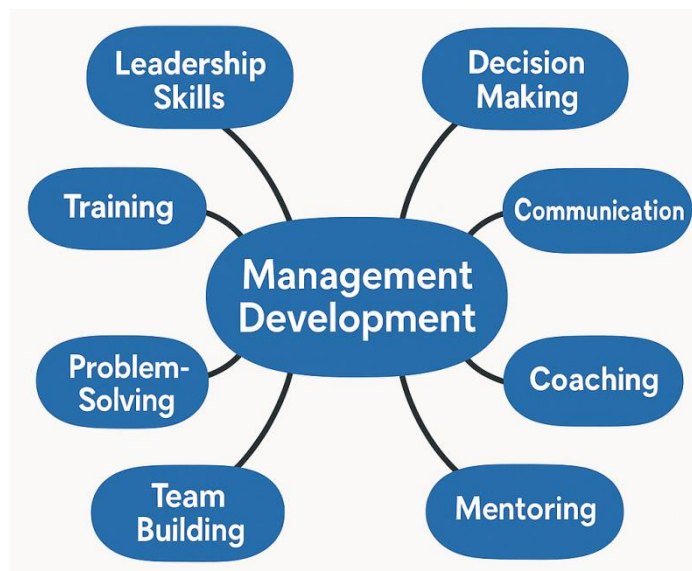 Leadership
Skills
Decision
Making
Training
Communication
Management
Development
Problem-
Solving
Coaching
Team
Building
Mentoring